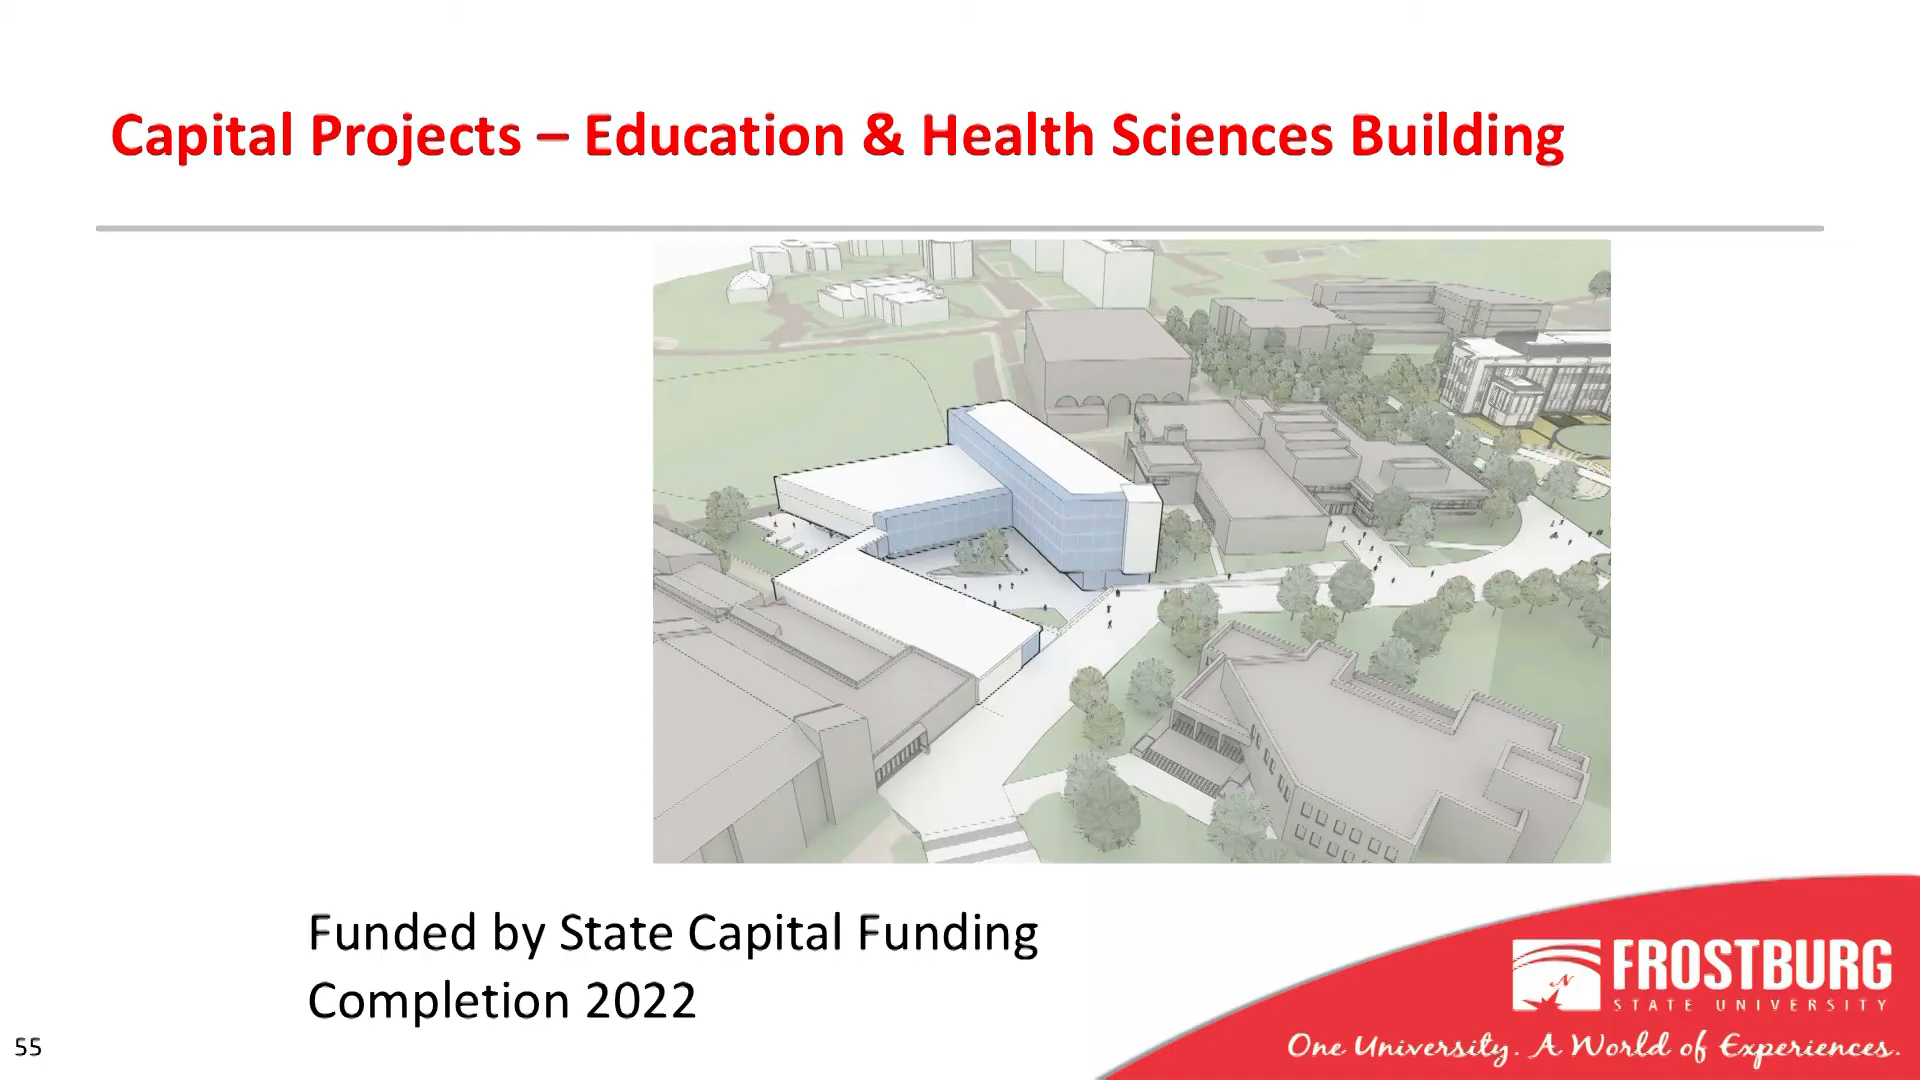 Capital Projects – Education & Health Sciences Building
Funded by State Capital Funding
Completion 2022
55
FROSTBURG
STATE UNIVERSITY
One University. A World of Experiences.